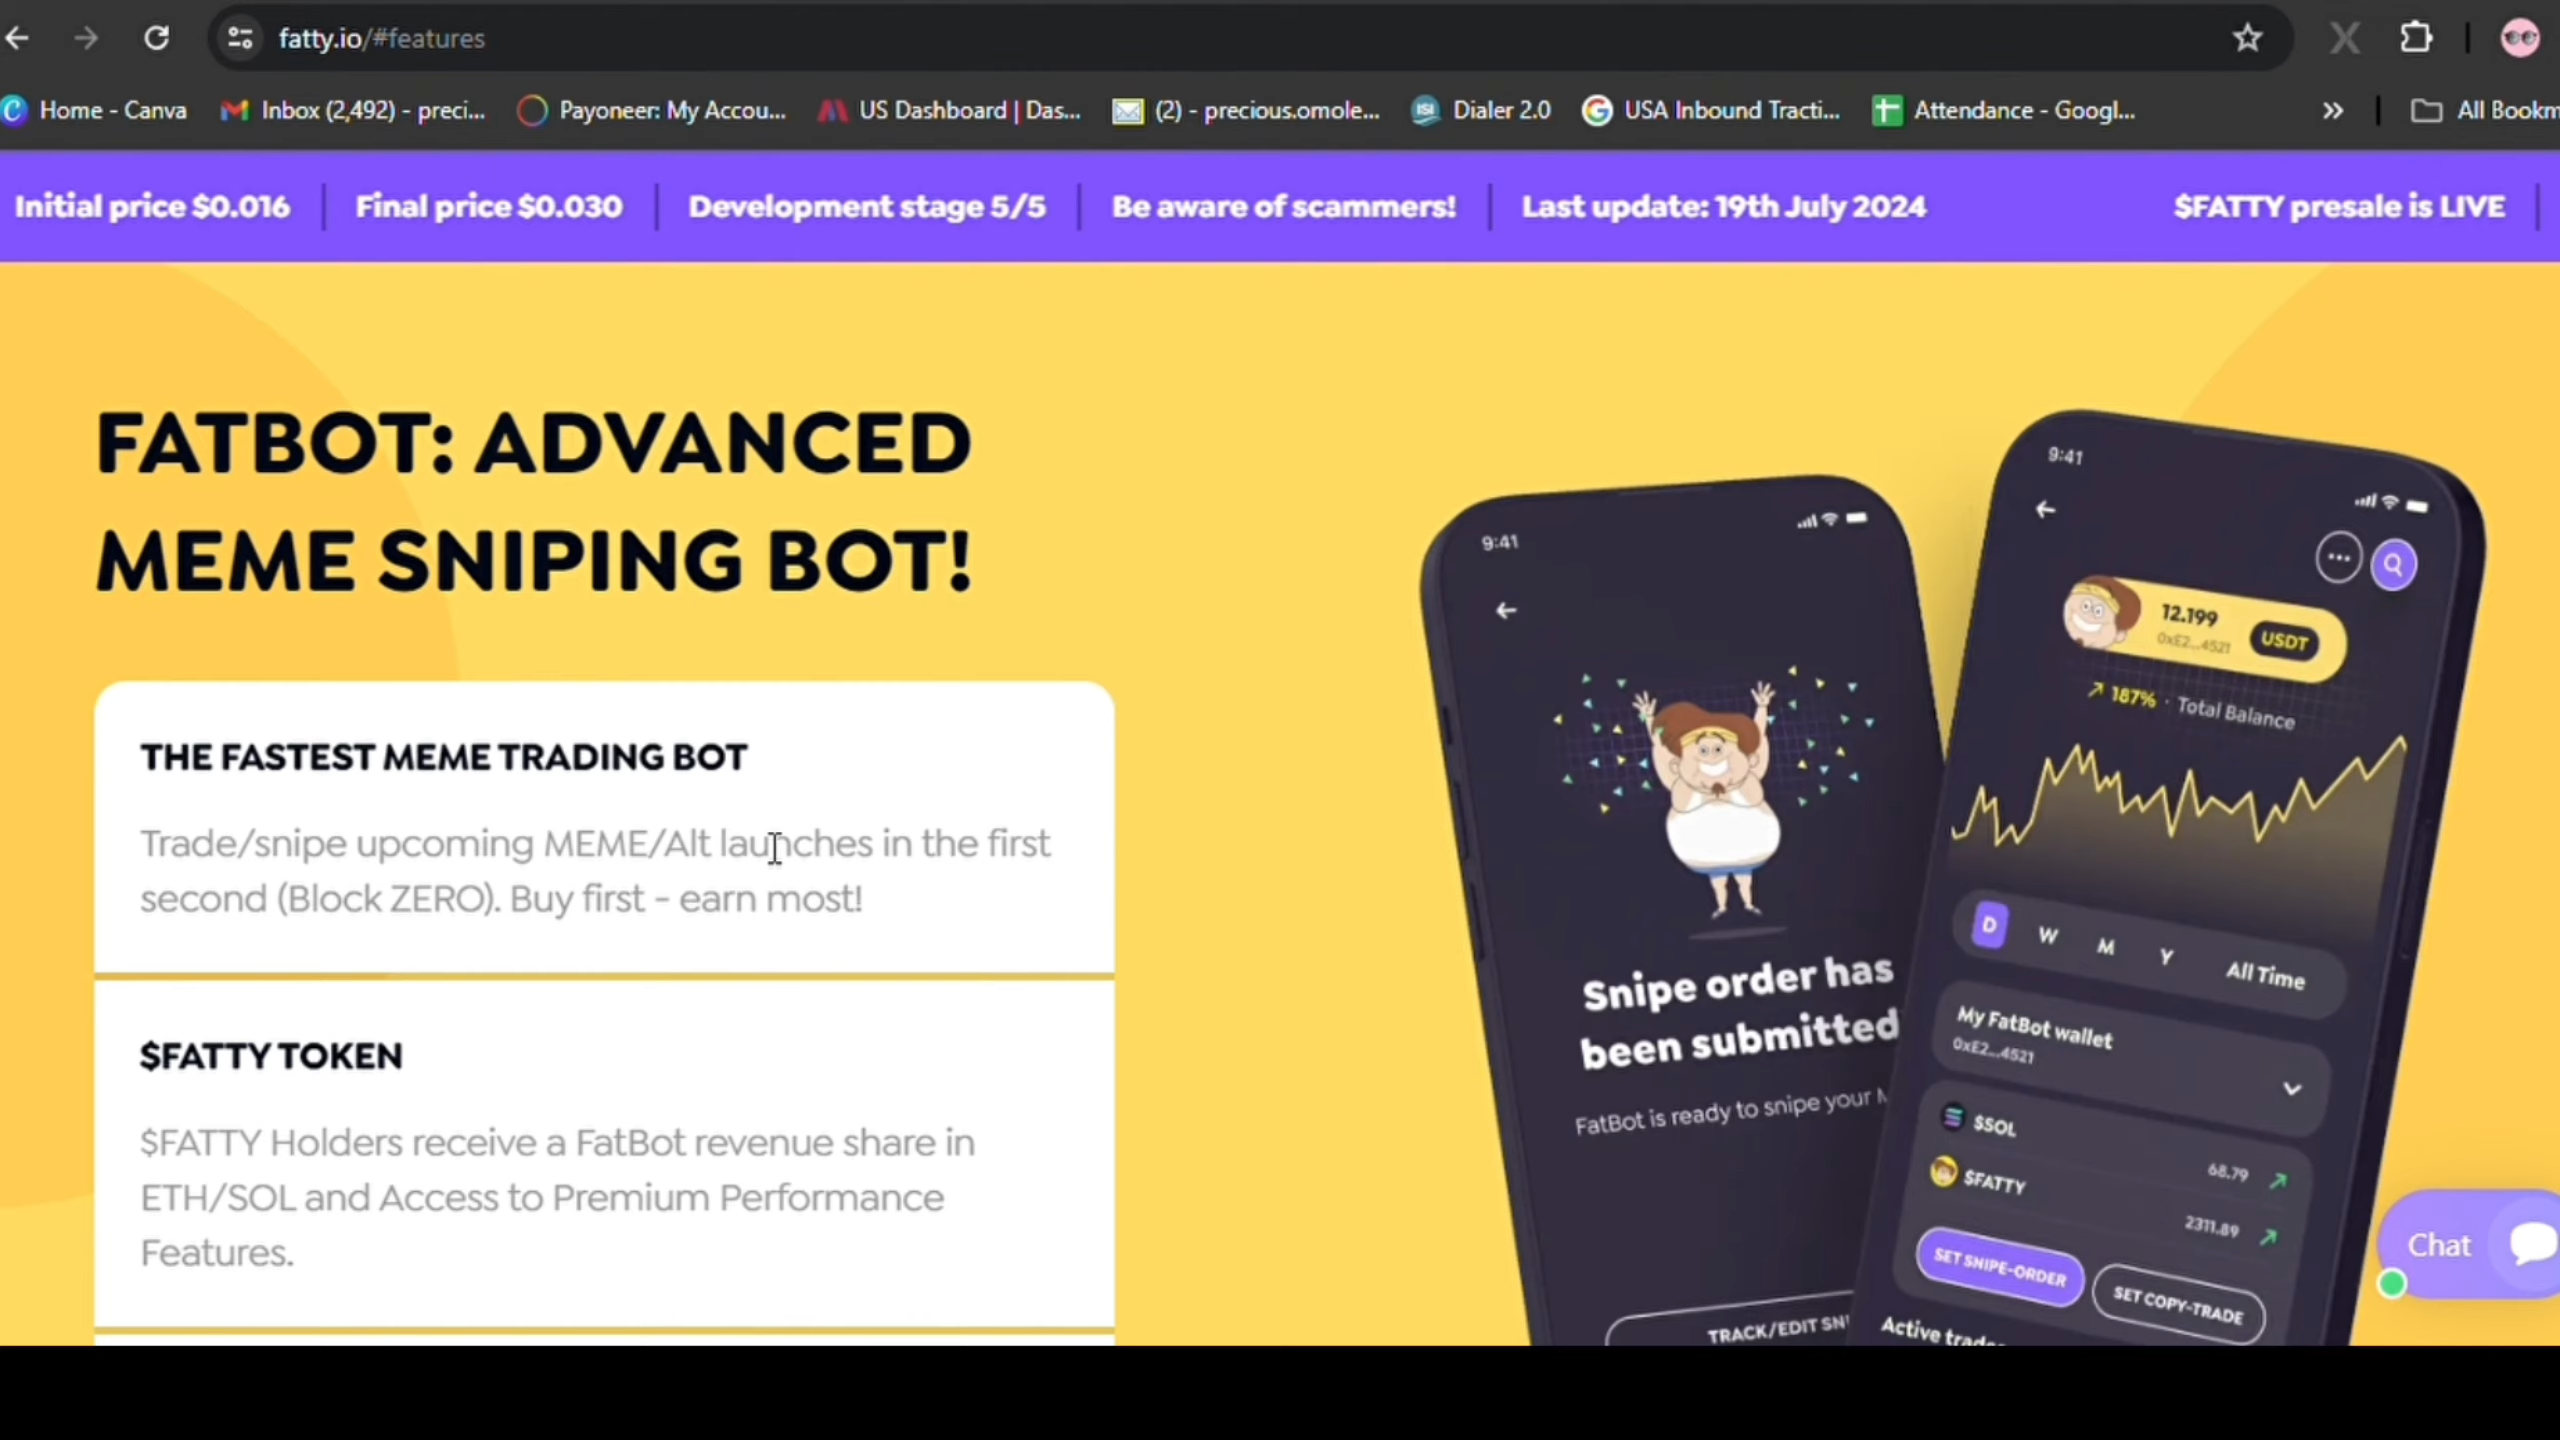 fatty.io/#features
Home - Canva
Inbox (2,492) - preci...
Payoneer: My Accou...
US Dashboard | Das...
(2) - precious.omole...
ISI
Dialer 2.0
USA Inbound Tracti...
Attendance - Googl...
All Bookm
Initial price $0.016
Final price $0.030
Development stage 5/5
Be aware of scammers!
Last update: 19th July 2024
$FATTY presale is LIVE
FATBOT: ADVANCED
MEME SNIPING BOT!
THE FASTEST MEME TRADING BOT
Trade/snipe upcoming MEME/Alt launches in the first
second (Block ZERO). Buy first - earn most!
$FATTY TOKEN
$FATTY Holders receive a FatBot revenue share in
ETH/SOL and Access to Premium Performance
Features.
9:41
Snipe order has
been submitted
FatBot is ready to snipe your
TRACK/EDIT
9:41
12.199
0xE2...4521
USDT
187% · Total Balance
D W M Y All Time
My FatBot wallet
0xE2...4521
$SOL
68.79
$FATTY
2311.89
SET SNIPE-ORDER
SET COPY-TRADE
Active
Chat